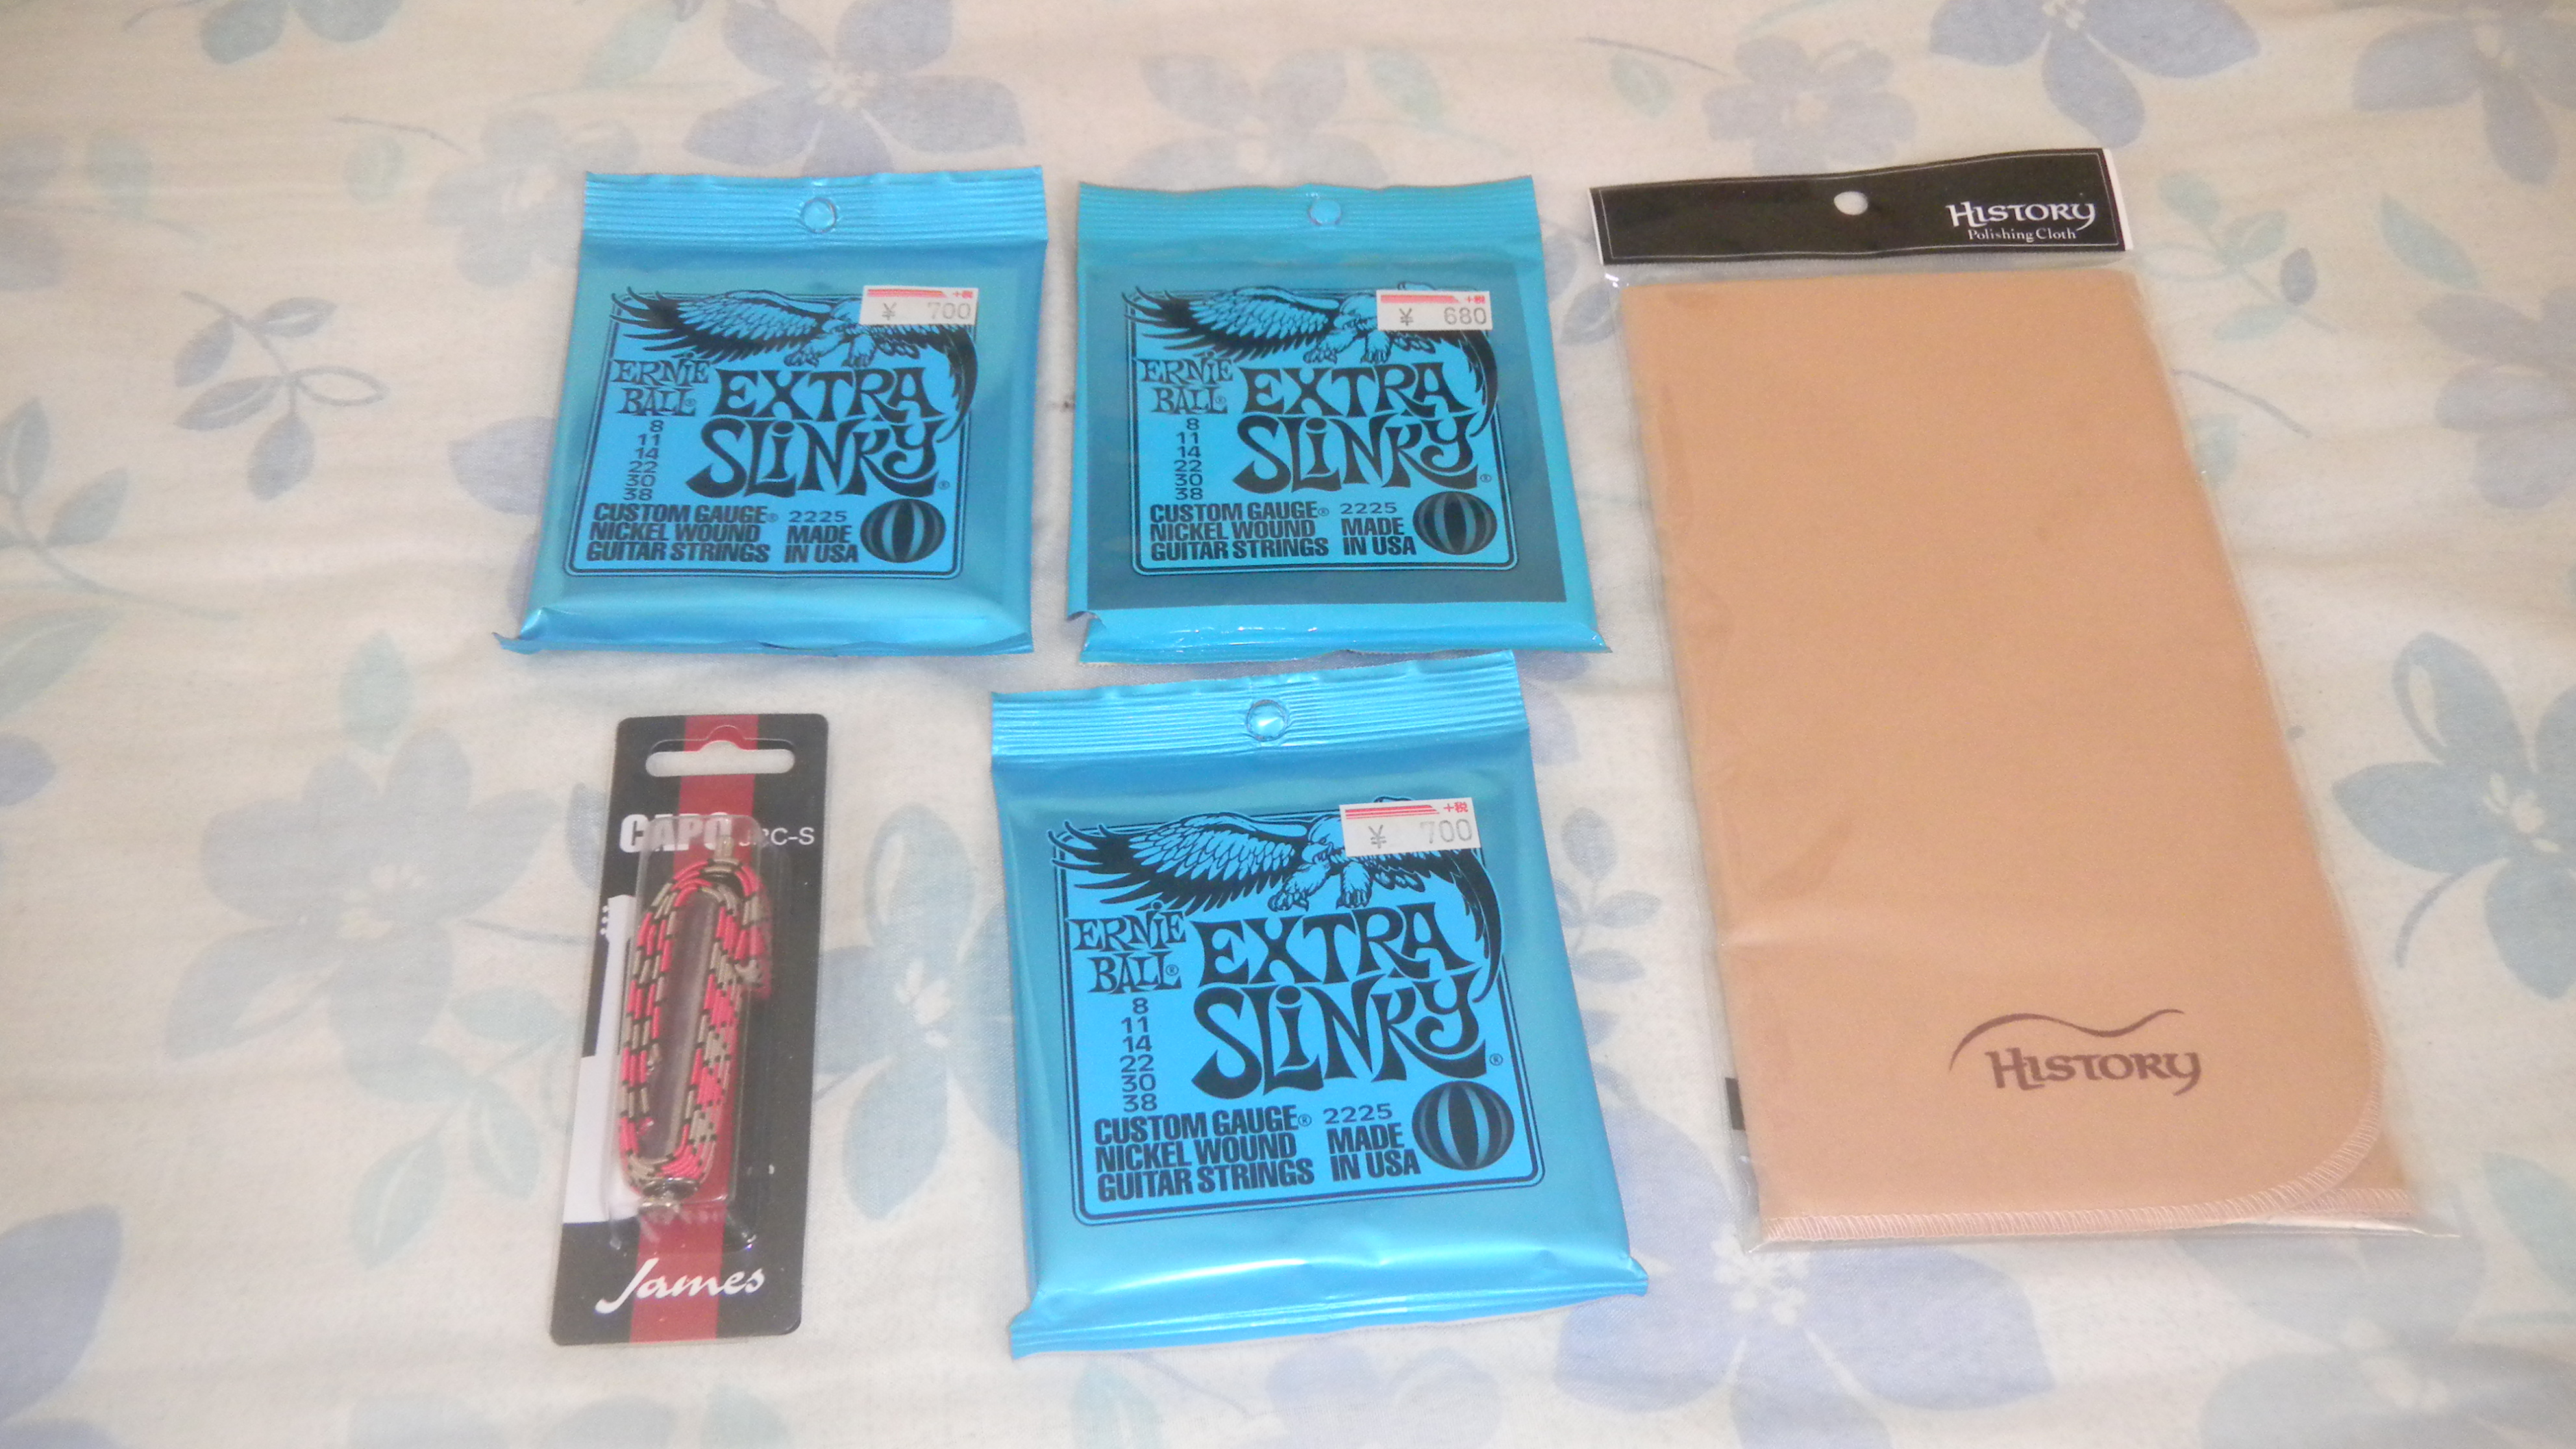 +税
¥ 700
ERNIE BALL® EXTRA SLINKY®
8
11
14
22
30
38
CUSTOM GAUGE® 2225
NICKEL WOUND MADE
GUITAR STRINGS IN USA
+税
¥ 680
ERNIE BALL® EXTRA SLINKY®
8
11
14
22
30
38
CUSTOM GAUGE® 2225
NICKEL WOUND MADE
GUITAR STRINGS IN USA
HISTORY
Polishing Cloth
HISTORY
CAPO
James
+税
¥ 700
ERNIE BALL® EXTRA SLINKY®
8
11
14
22
30
38
CUSTOM GAUGE® 2225
NICKEL WOUND MADE
GUITAR STRINGS IN USA